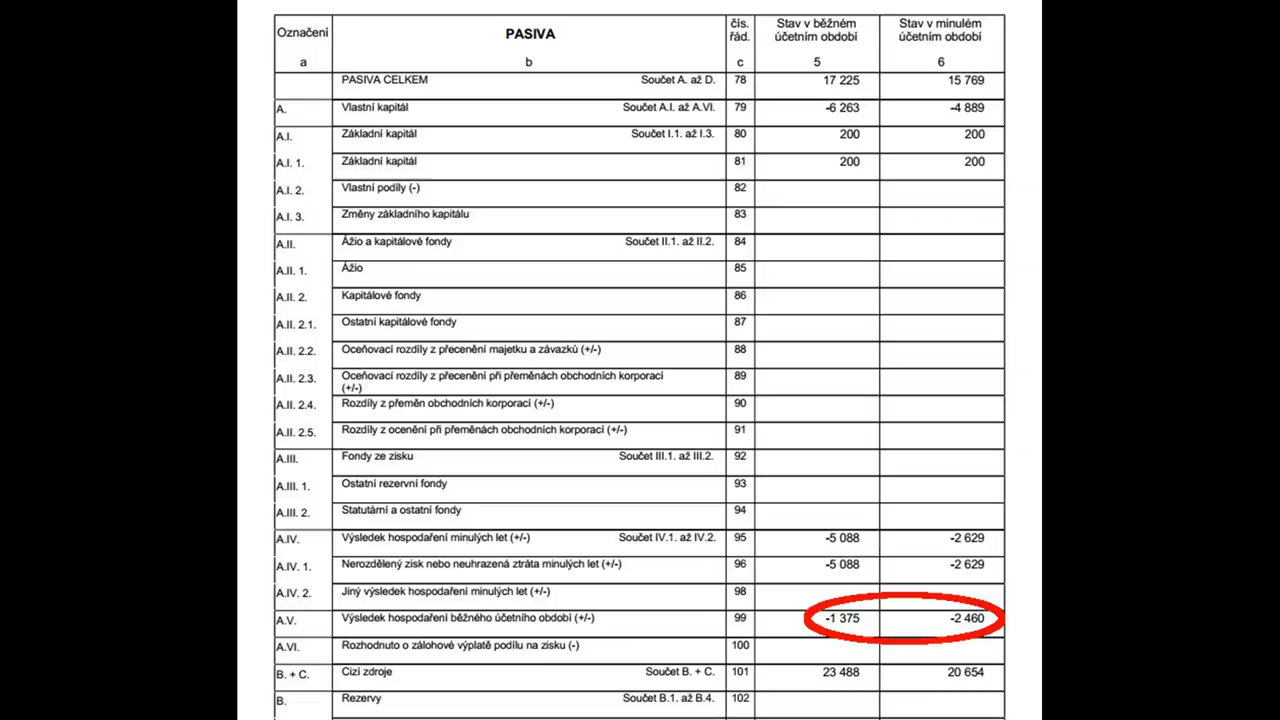 Označení PASIVA čís. řád. Stav v běžném účetním období Stav v minulém účetním období
a b c 5 6
PASIVA CELKEM Součet A. až D. 78 17 225 15 769
A. Vlastní kapitál Součet A.I. až A.VI. 79 -6 263 -4 889
A.I. Základní kapitál Součet I.1. až I.3. 80 200 200
A.I. 1. Základní kapitál 81 200 200
A.I. 2. Vlastní podíly (-) 82
A.I. 3. Změny základního kapitálu 83
A.II. Ážio a kapitálové fondy Součet II.1. až II.2. 84
A.II. 1. Ážio 85
A.II. 2. Kapitálové fondy 86
A.II. 2.1. Ostatní kapitálové fondy 87
A.II. 2.2. Oceňovací rozdíly z přecenění majetku a závazků (+/-) 88
A.II. 2.3. Oceňovací rozdíly z přecenění při přeměnách obchodních korporací 89
(+/-)
A.II. 2.4. Rozdíly z přeměn obchodních korporací (+/-) 90
A.II. 2.5. Rozdíly z ocenění při přeměnách obchodních korporací (+/-) 91
A.III. Fondy ze zisku Součet III.1. až III.2. 92
A.III. 1. Ostatní rezervní fondy 93
A.III. 2. Statutární a ostatní fondy 94
A.IV. Výsledek hospodaření minulých let (+/-) Součet IV.1. až IV.2. 95 -5 088 -2 629
A.IV. 1. Nerozdělený zisk nebo neuhrazená ztráta minulých let (+/-) 96 -5 088 -2 629
A.IV. 2. Jiný výsledek hospodaření minulých let (+/-) 98
A.V. Výsledek hospodaření běžného účetního období (+/-) 99 -1 375 -2 460
A.VI. Rozhodnuto o zálohové výplatě podílu na zisku (-) 100
B. + C. Cizí zdroje Součet B. + C. 101 23 488 20 654
B. Rezervy Součet B.1. až B.4. 102